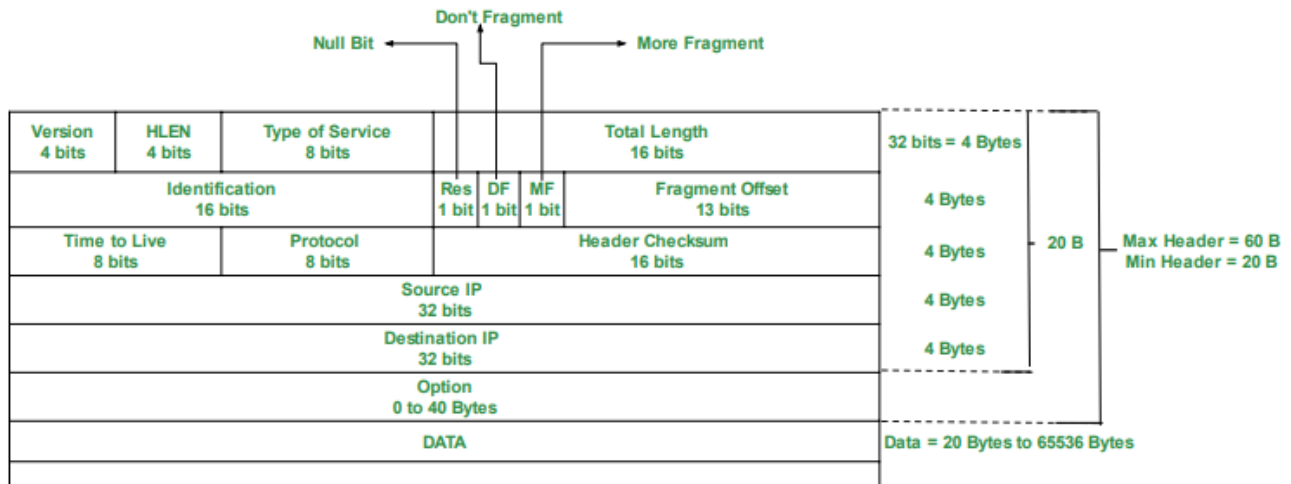 Don't Fragment
Null Bit
More Fragment
Version
4 bits
HLEN
4 bits
Type of Service
8 bits
Total Length
16 bits
32 bits = 4 Bytes
Identification
16 bits
Res
1 bit
DF
1 bit
MF
1 bit
Fragment Offset
13 bits
4 Bytes
Time to Live
8 bits
Protocol
8 bits
Header Checksum
16 bits
4 Bytes
20 B
Max Header = 60 B
Min Header = 20 B
Source IP
32 bits
4 Bytes
Destination IP
32 bits
4 Bytes
Option
0 to 40 Bytes
DATA
Data = 20 Bytes to 65536 Bytes